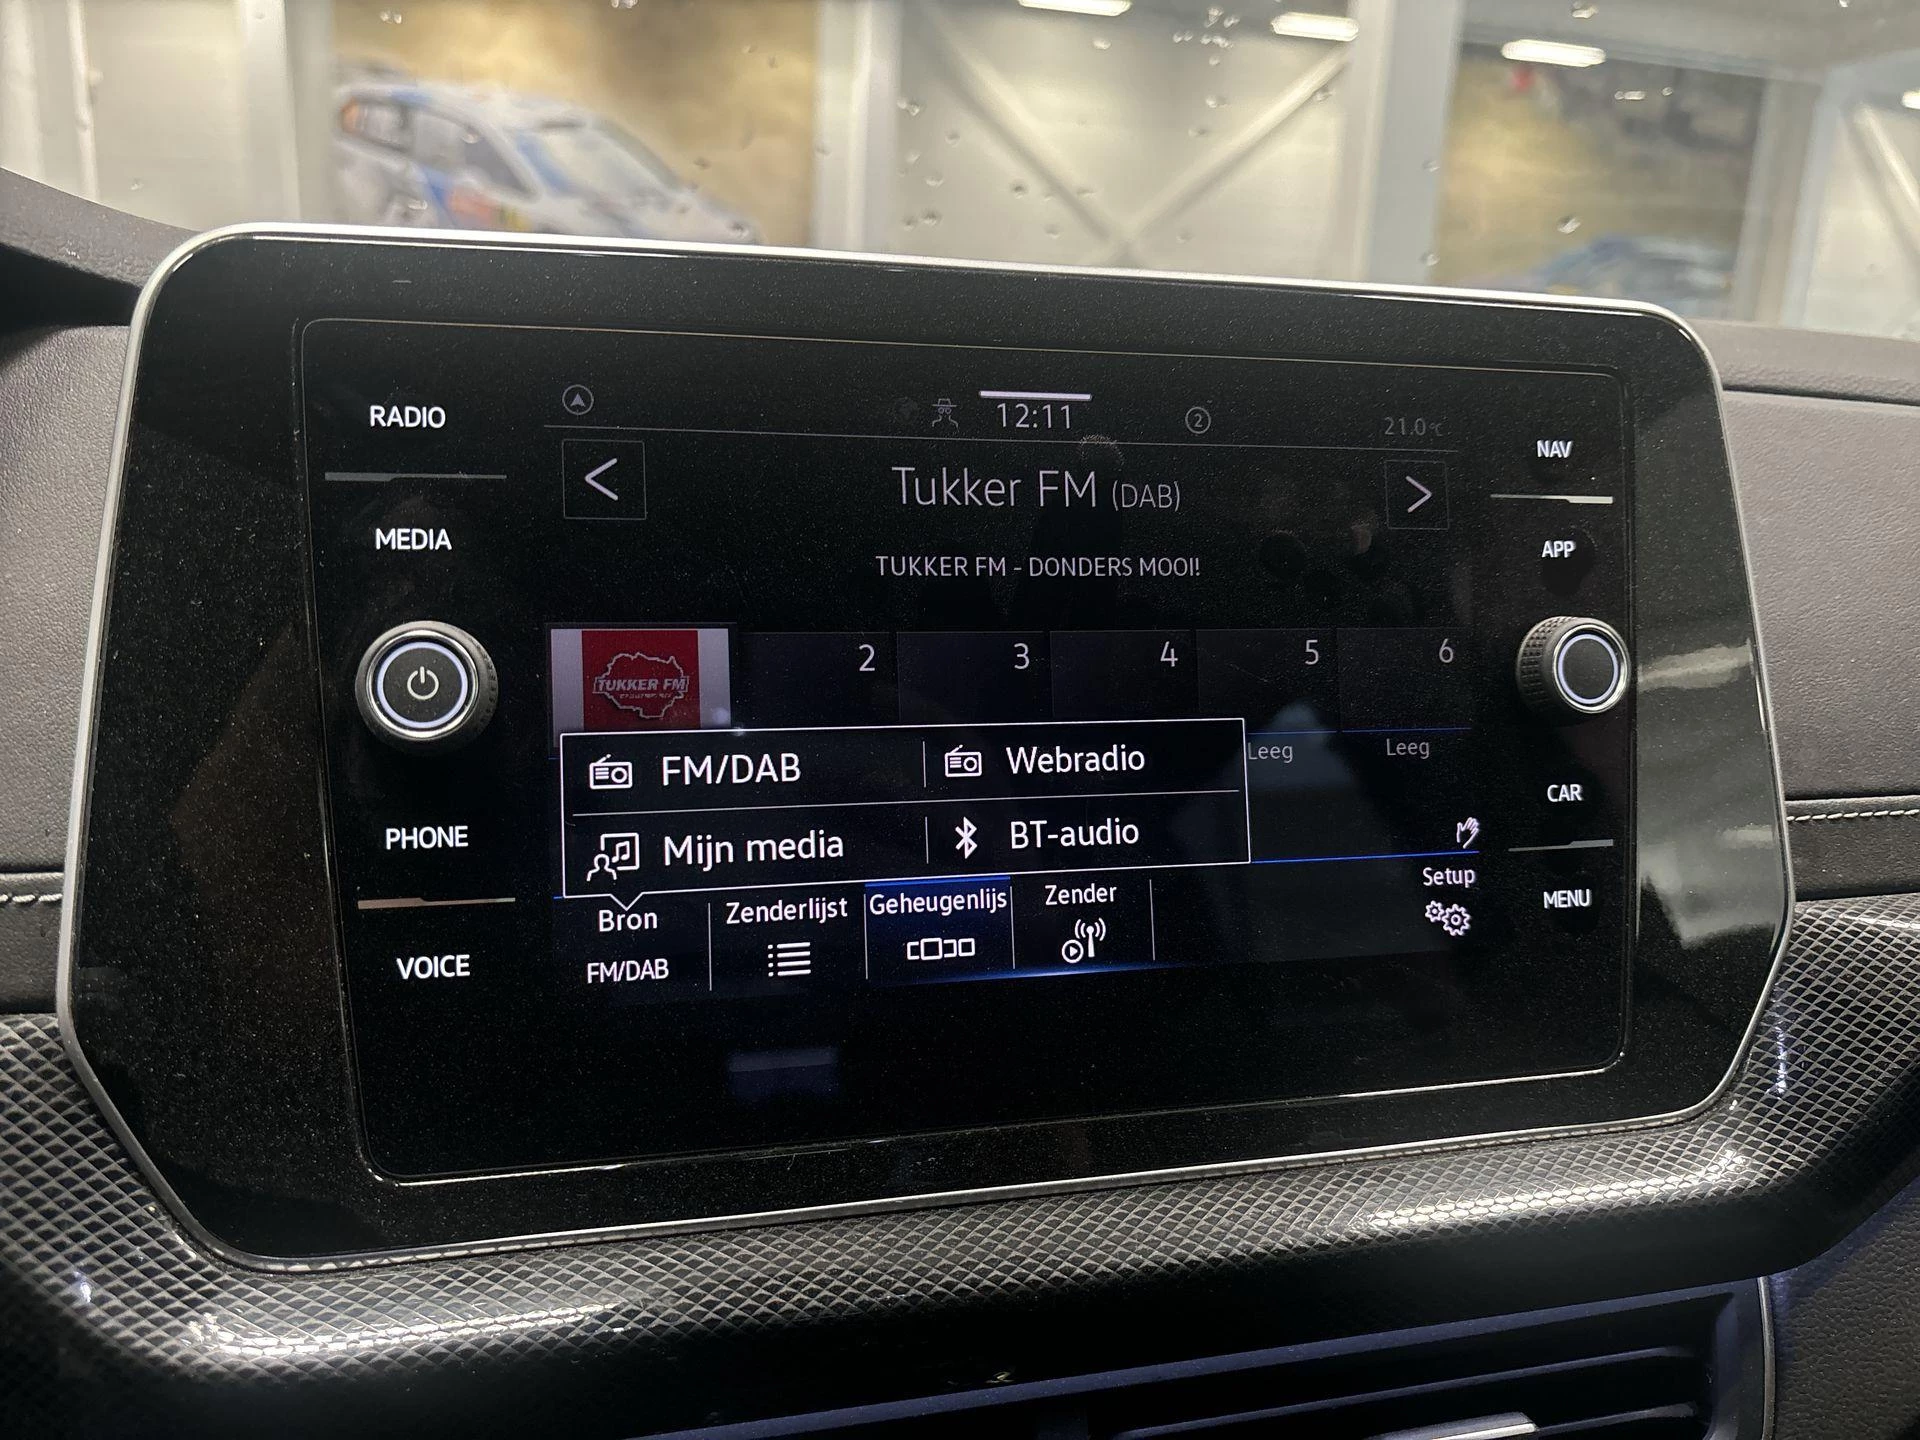 RADIO
MEDIA
PHONE
VOICE
12:11
2
21.0°C
Tukker FM (DAB)
TUKKER FM - DONDERS MOOI!
TUKKER FM
2
3
4
5
6
Leeg
Leeg
FM/DAB
Webradio
Mijn media
BT-audio
Bron
FM/DAB
Zenderlijst
Geheugenlijs
Zender
Setup
NAV
APP
CAR
MENU